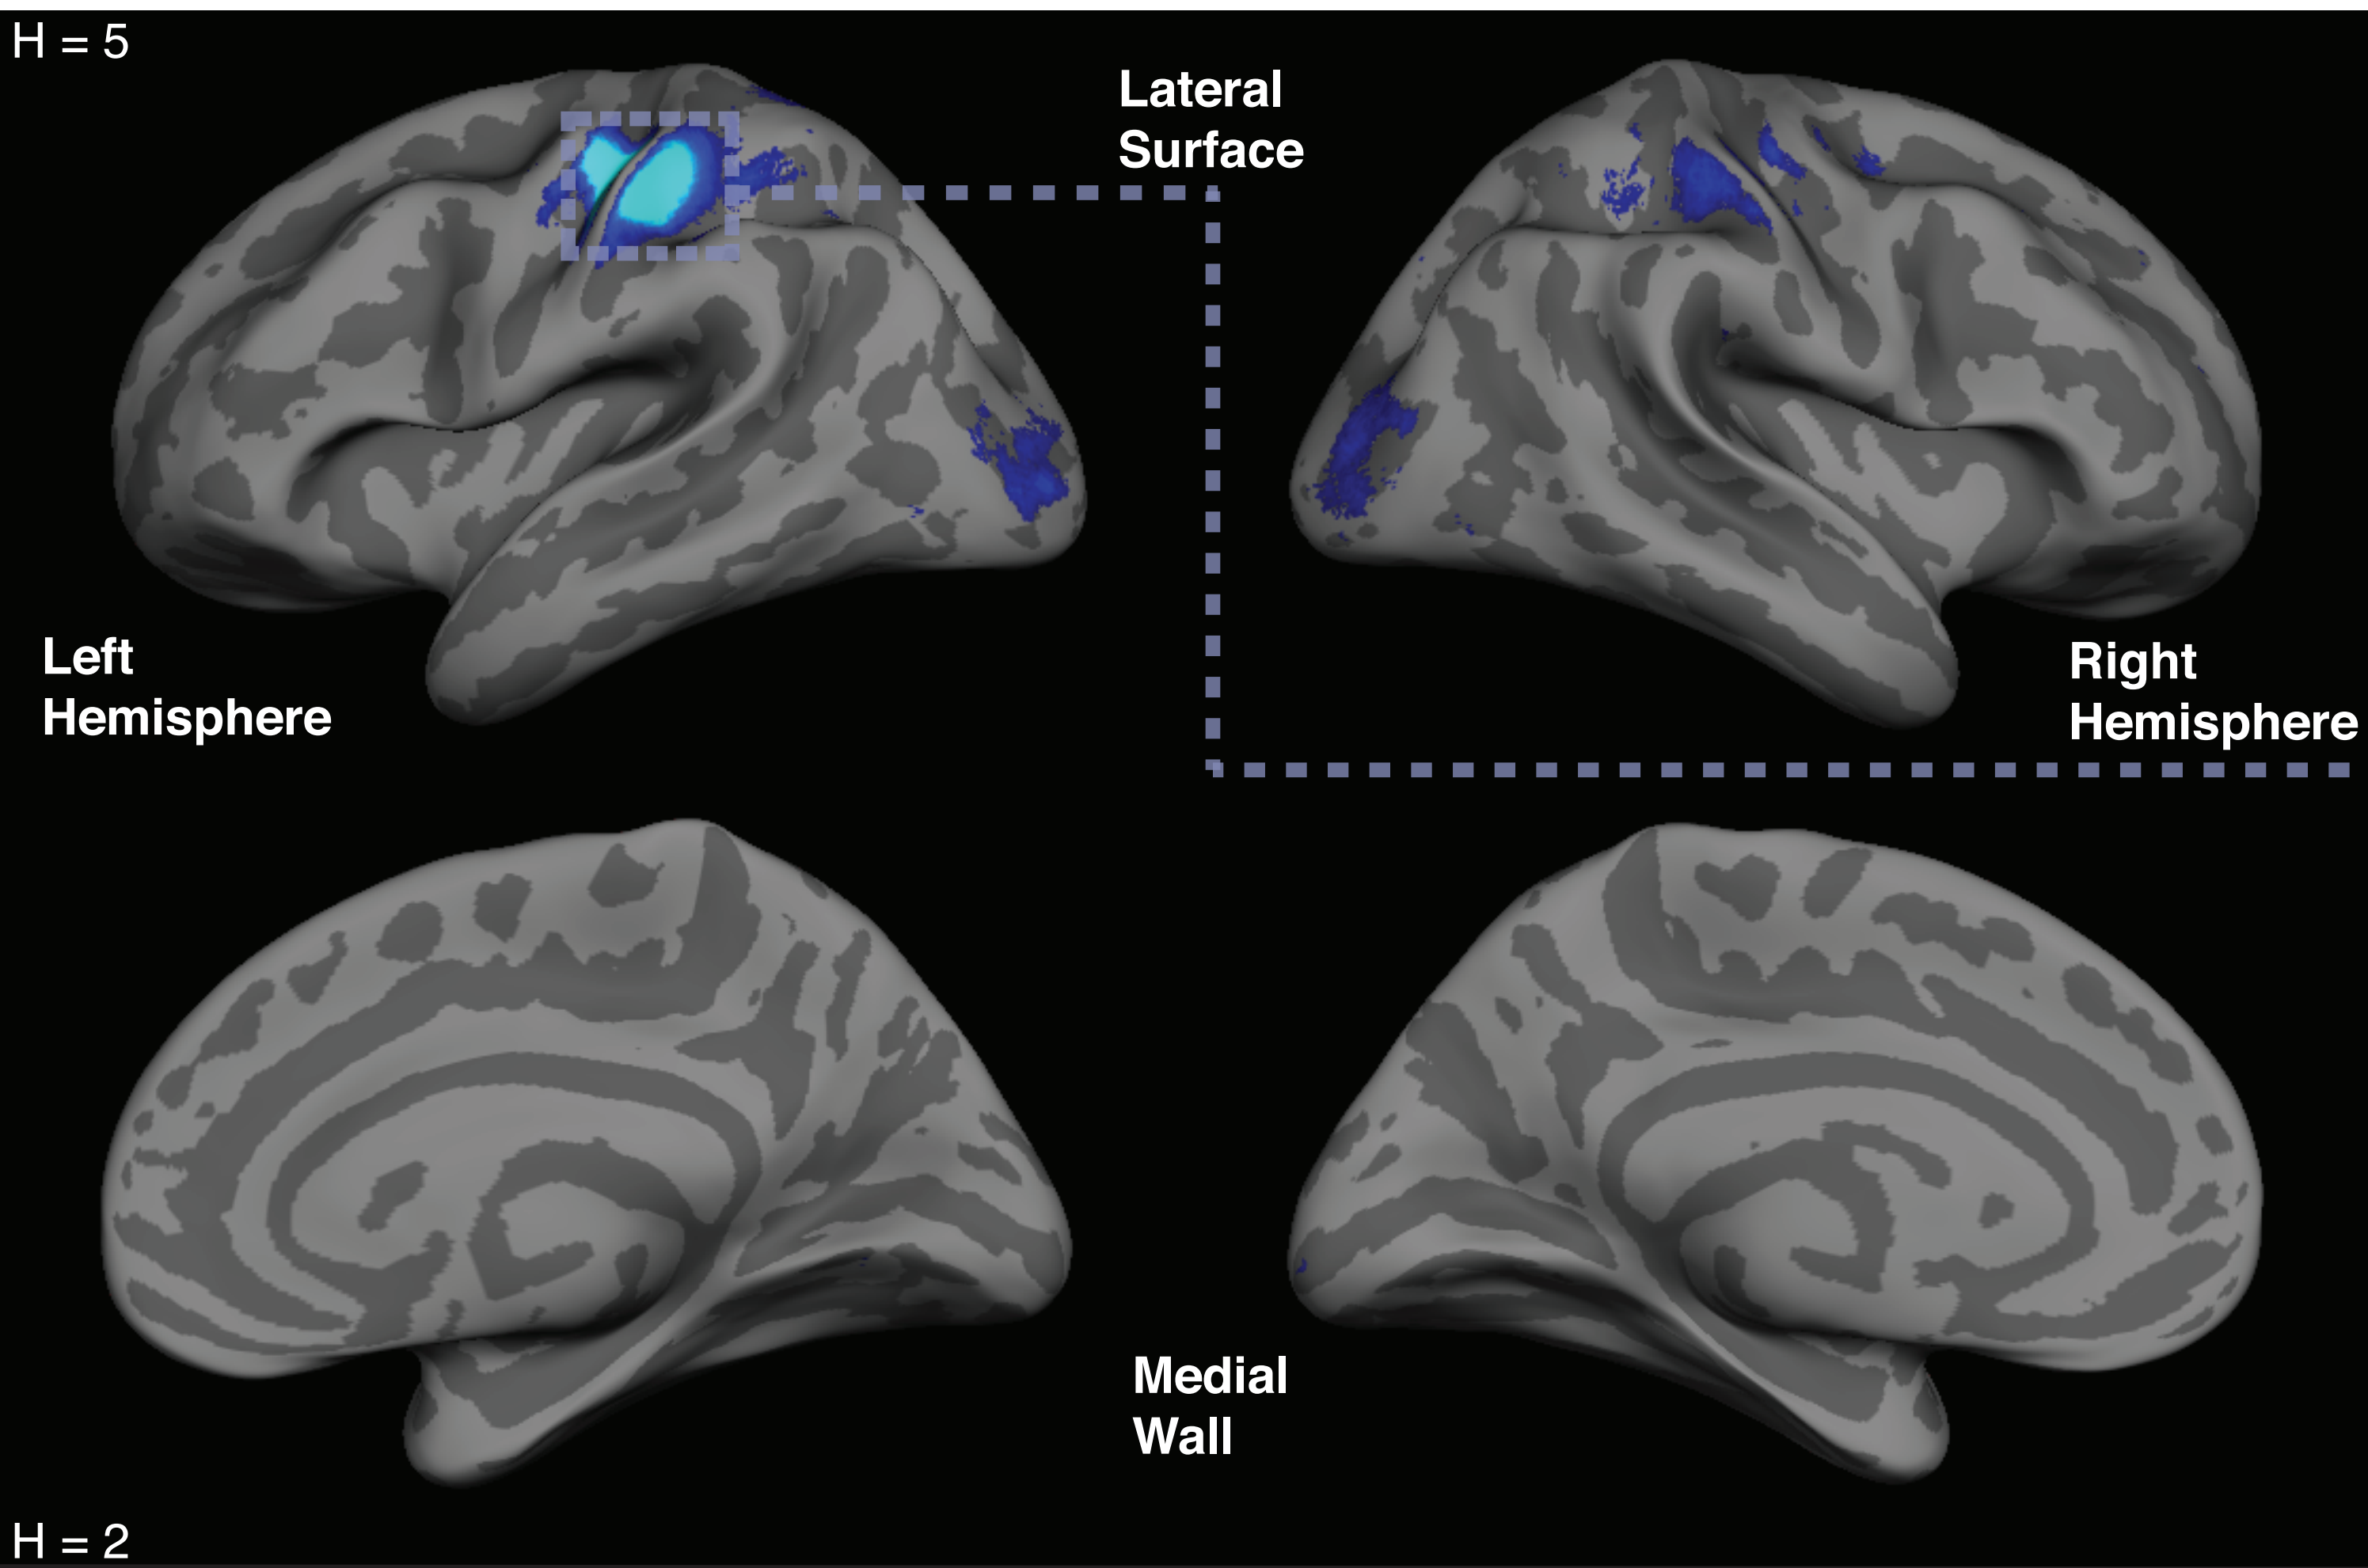 H = 5
Lateral
Surface
Left
Hemisphere
Right
Hemisphere
Medial
Wall
H = 2